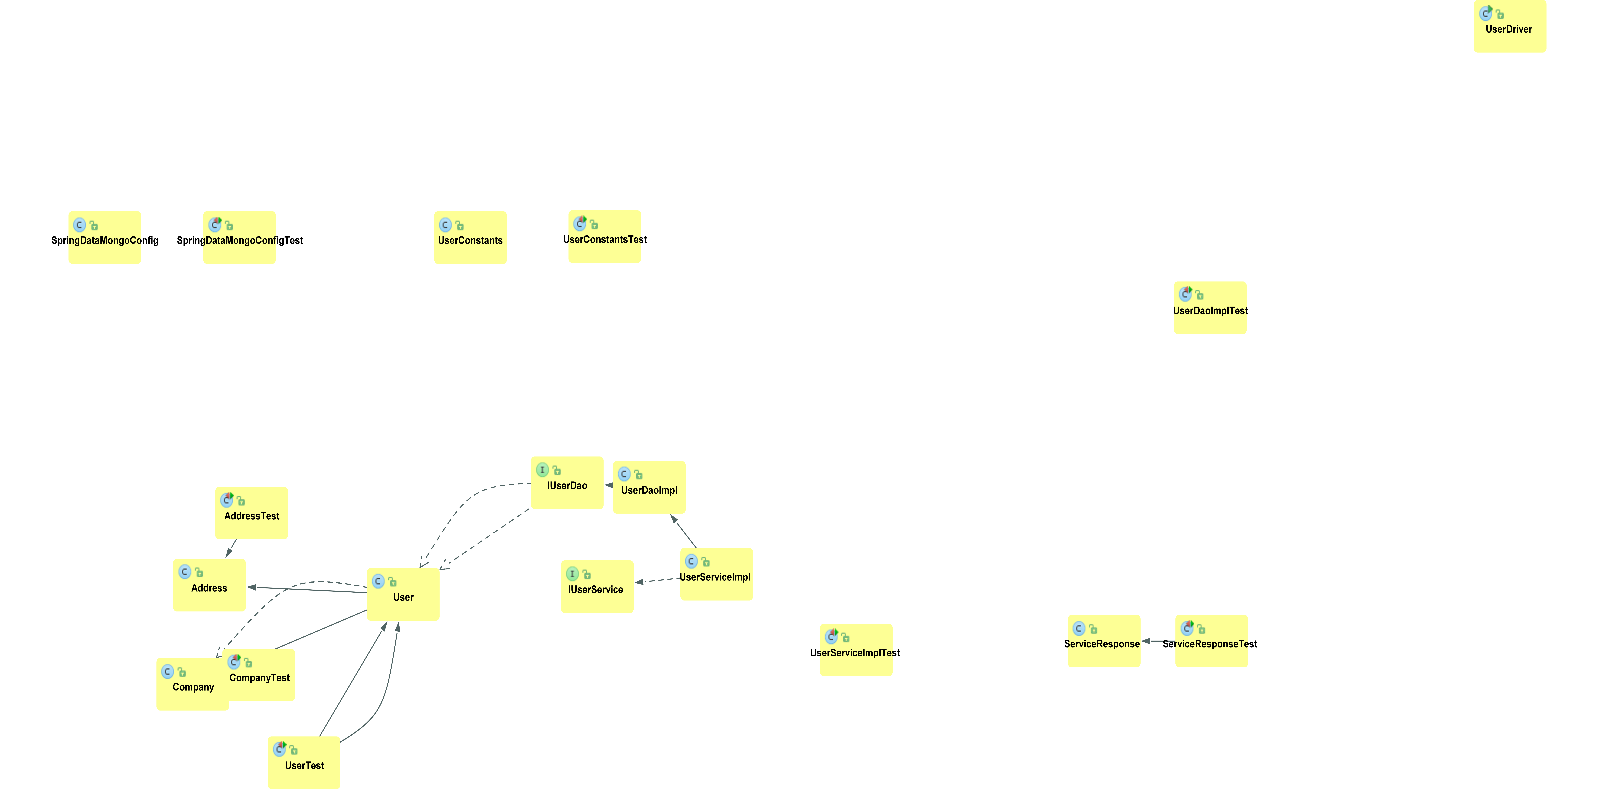 UserDriver
SpringDataMongoConfig
SpringDataMongoConfigTest
UserConstants
UserConstantsTest
UserDaoImplTest
IUserDao
UserDaoImpl
AddressTest
Address
User
IUserService
UserServiceImpl
UserServiceImplTest
ServiceResponse
ServiceResponseTest
Company
CompanyTest
UserTest